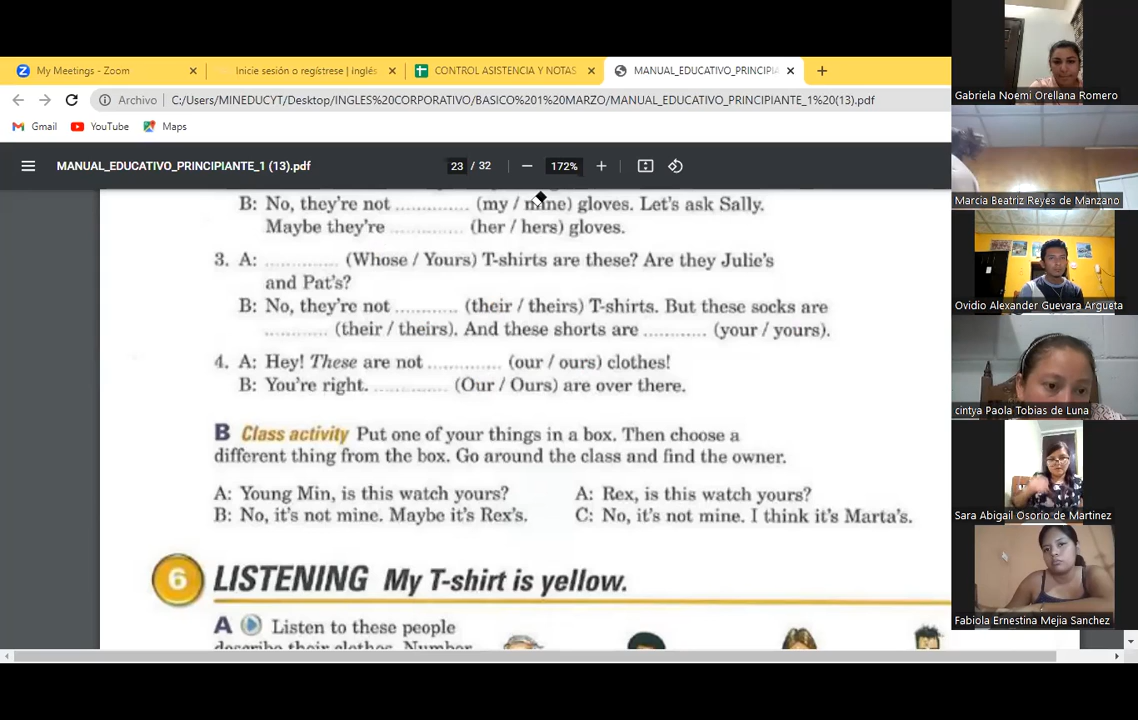 My Meetings - Zoom
Inicie sesión o regístrese | inglés
CONTROL ASISTENCIA Y NOTAS
MANUAL_EDUCATIVO_PRINCIPIA
Archivo C:/Users/MINEDUCYT/Desktop/INGLES%20CORPORATIVO/BASICO%201%20MARZO/MANUAL_EDUCATIVO_PRINCIPIANTE_1%20(13).pdf
Gmail YouTube Maps
MANUAL_EDUCATIVO_PRINCIPIANTE_1 (13).pdf 23 / 32 172%
B: No, they're not .............. (my / mine) gloves. Let's ask Sally.
Maybe they're .............. (her / hers) gloves.
3. A: .............. (Whose / Yours) T-shirts are these? Are they Julie's
and Pat's?
B: No, they're not .............. (their / theirs) T-shirts. But these socks are
.............. (their / theirs). And these shorts are .............. (your / yours).
4. A: Hey! These are not .............. (our / ours) clothes!
B: You're right. .............. (Our / Ours) are over there.
B Class activity Put one of your things in a box. Then choose a
different thing from the box. Go around the class and find the owner.
A: Young Min, is this watch yours?
B: No, it's not mine. Maybe it's Rex's.
A: Rex, is this watch yours?
C: No, it's not mine. I think it's Marta's.
6 LISTENING My T-shirt is yellow.
A Listen to these people
describe their clothes. Number
Gabriela Noemi Orellana Romero
Marcia Beatriz Reyes de Manzano
Ovidio Alexander Guevara Argueta
cintya Paola Tobias de Luna
Sara Abigail Osorio de Martinez
Fabiola Ernestina Mejia Sanchez